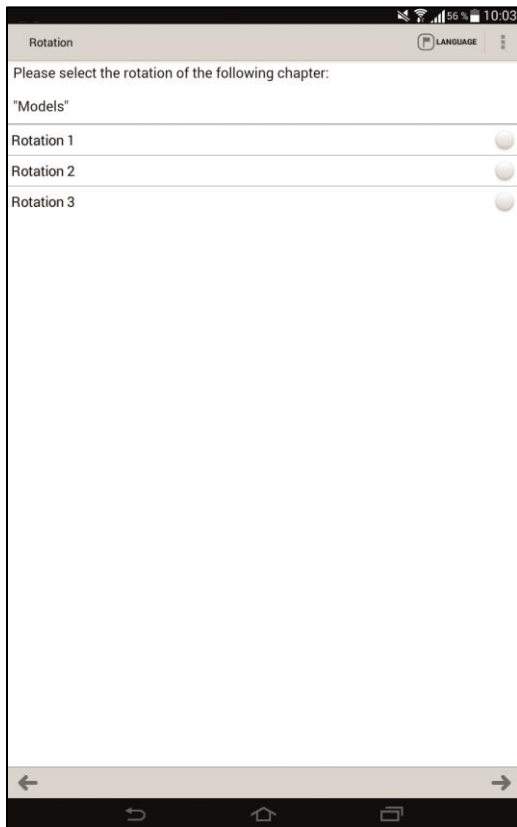 56 % 10:03
Rotation LANGUAGE
Please select the rotation of the following chapter:
"Models"
Rotation 1
Rotation 2
Rotation 3